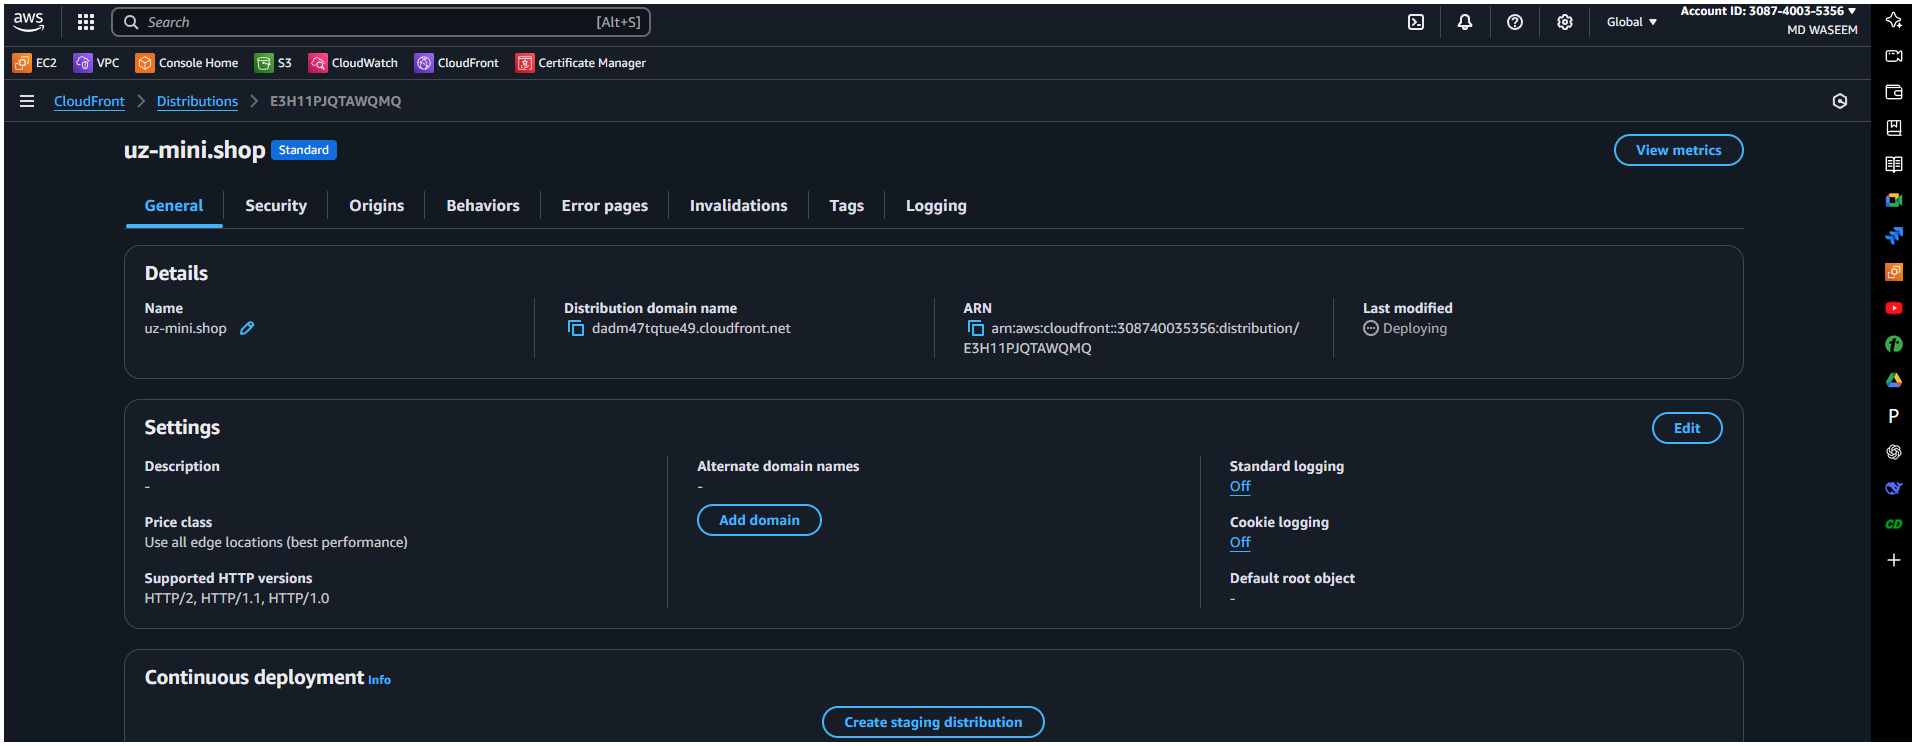 aws
Search
[Alt+S]
Global
Account ID: 3087-4003-5356
MD WASEEM
EC2
VPC
Console Home
S3
CloudWatch
CloudFront
Certificate Manager
CloudFront
Distributions
E3H11PJQTAWQMQ
uz-mini.shop
Standard
View metrics
General
Security
Origins
Behaviors
Error pages
Invalidations
Tags
Logging
Details
Name
uz-mini.shop
Distribution domain name
dadm47tqtue49.cloudfront.net
ARN
arn:aws:cloudfront::308740035356:distribution/
E3H11PJQTAWQMQ
Last modified
Deploying
Settings
Edit
Description
-
Price class
Use all edge locations (best performance)
Supported HTTP versions
HTTP/2, HTTP/1.1, HTTP/1.0
Alternate domain names
-
Add domain
Standard logging
Off
Cookie logging
Off
Default root object
-
Continuous deployment Info
Create staging distribution
P
CD